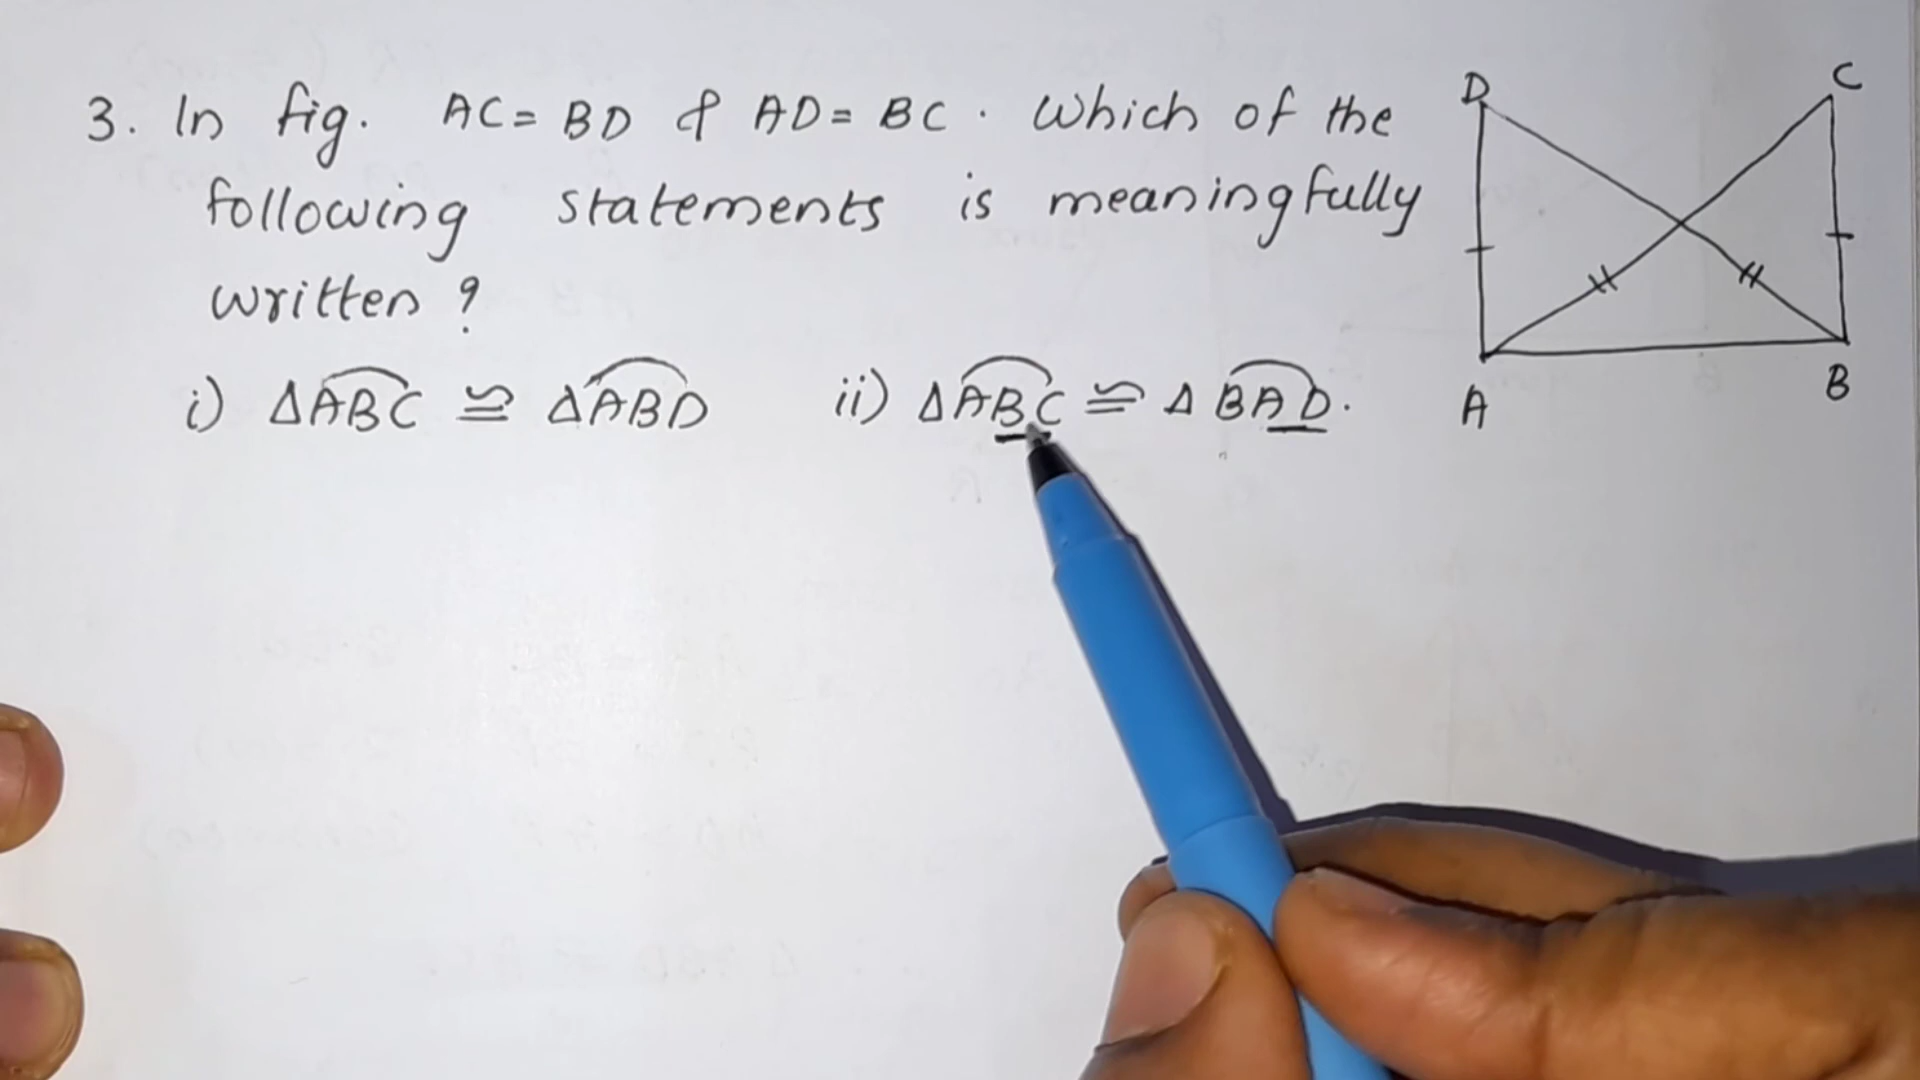 3. In fig. AC = BD & AD = BC. Which of the
following statements is meaningfully
written ?
i) ΔABC ≅ ΔABD ii) ΔABC ≅ ΔBAD.
D
C
A
B